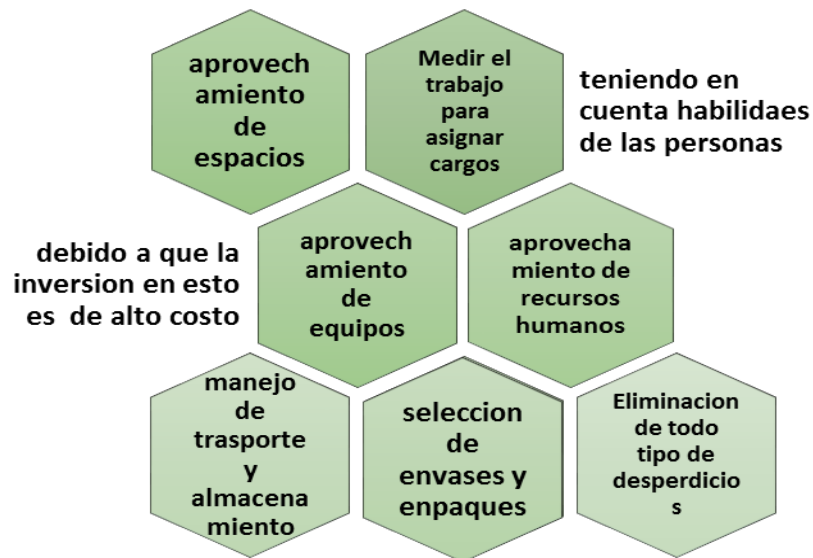 aprovech
amiento
de
espacios
Medir el
trabajo
para
asignar
cargos
teniendo en
cuenta habilidaes
de las personas
debido a que la
inversion en esto
es de alto costo
aprovech
amiento
de
equipos
aprovecha
miento de
recursos
humanos
manejo
de
trasporte
y
almacena
miento
seleccion
de
envases y
enpaques
Eliminacion
de todo
tipo de
desperdicio
s